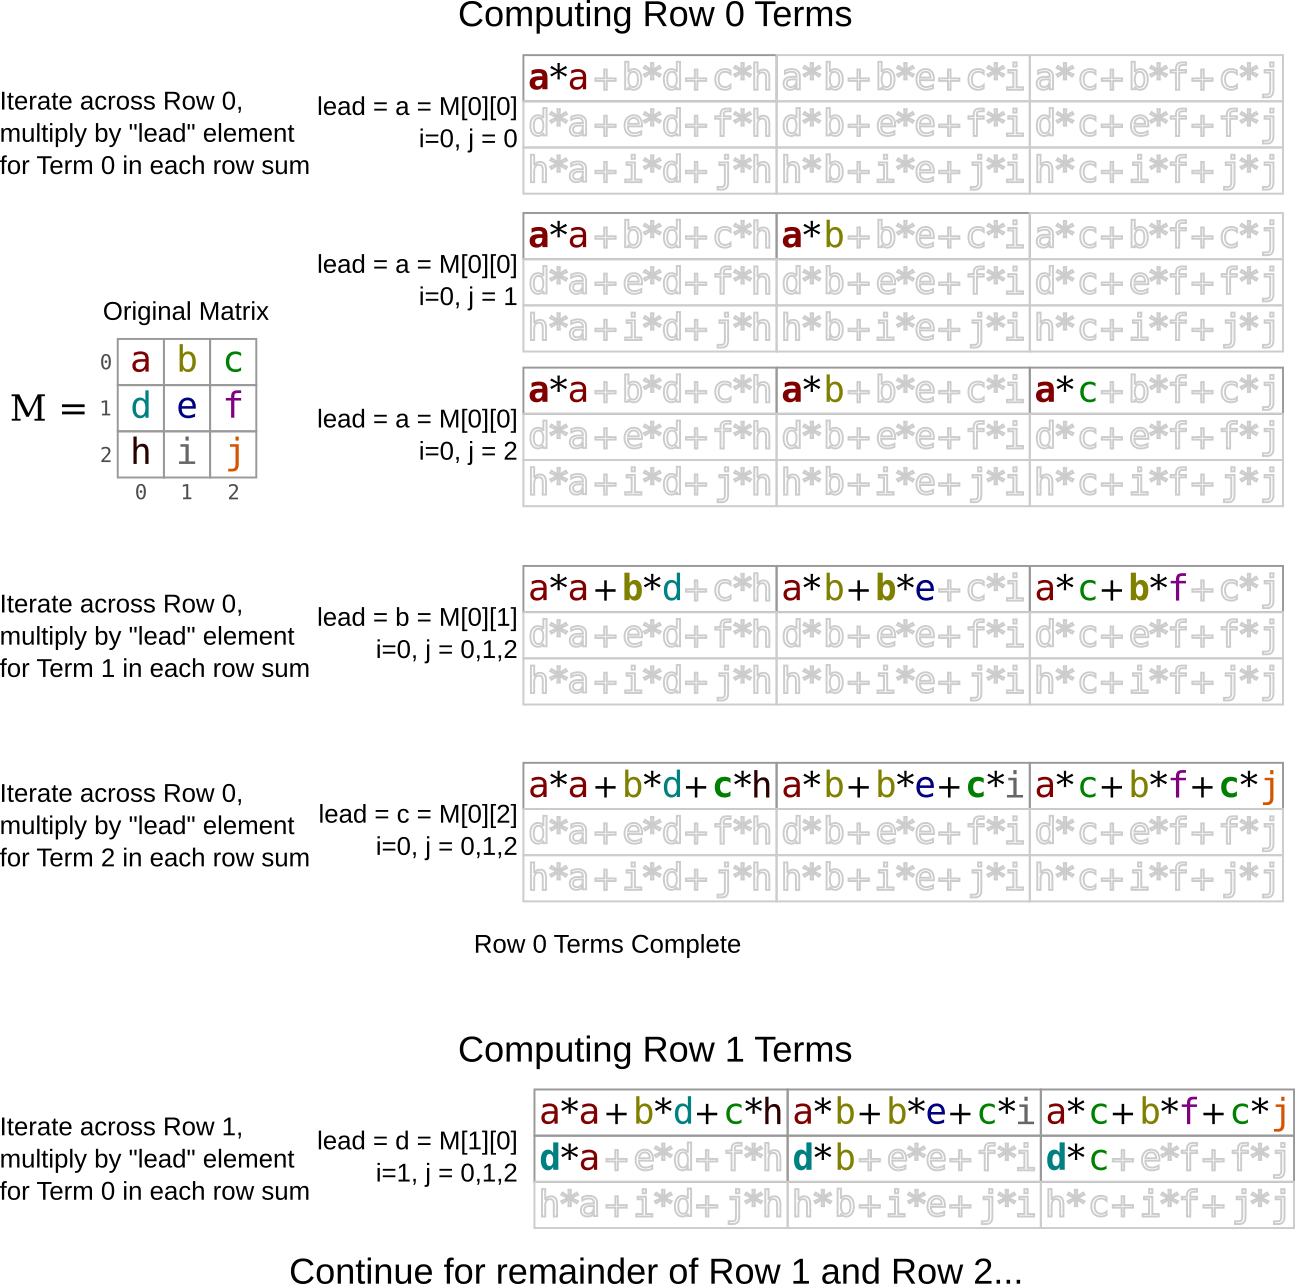 Computing Row 0 Terms
Iterate across Row 0,
multiply by "lead" element
for Term 0 in each row sum
lead = a = M[0][0]
i=0, j = 0
a*a+b*d+c*h a*b+b*e+c*i a*c+b*f+c*j
d*a+e*d+f*h d*b+e*e+f*i d*c+e*f+f*j
h*a+i*d+j*h h*b+i*e+j*i h*c+i*f+j*j
lead = a = M[0][0]
i=0, j = 1
a*a+b*d+c*h a*b+b*e+c*i a*c+b*f+c*j
d*a+e*d+f*h d*b+e*e+f*i d*c+e*f+f*j
h*a+i*d+j*h h*b+i*e+j*i h*c+i*f+j*j
Original Matrix
0 a b c
M = 1 d e f
2 h i j
0 1 2
lead = a = M[0][0]
i=0, j = 2
a*a+b*d+c*h a*b+b*e+c*i a*c+b*f+c*j
d*a+e*d+f*h d*b+e*e+f*i d*c+e*f+f*j
h*a+i*d+j*h h*b+i*e+j*i h*c+i*f+j*j
Iterate across Row 0,
multiply by "lead" element
for Term 1 in each row sum
lead = b = M[0][1]
i=0, j = 0,1,2
a*a+b*d+c*h a*b+b*e+c*i a*c+b*f+c*j
d*a+e*d+f*h d*b+e*e+f*i d*c+e*f+f*j
h*a+i*d+j*h h*b+i*e+j*i h*c+i*f+j*j
Iterate across Row 0,
multiply by "lead" element
for Term 2 in each row sum
lead = c = M[0][2]
i=0, j = 0,1,2
a*a+b*d+c*h a*b+b*e+c*i a*c+b*f+c*j
d*a+e*d+f*h d*b+e*e+f*i d*c+e*f+f*j
h*a+i*d+j*h h*b+i*e+j*i h*c+i*f+j*j
Row 0 Terms Complete
Computing Row 1 Terms
Iterate across Row 1,
multiply by "lead" element
for Term 0 in each row sum
lead = d = M[1][0]
i=1, j = 0,1,2
a*a+b*d+c*h a*b+b*e+c*i a*c+b*f+c*j
d*a+e*d+f*h d*b+e*e+f*i d*c+e*f+f*j
h*a+i*d+j*h h*b+i*e+j*i h*c+i*f+j*j
Continue for remainder of Row 1 and Row 2...